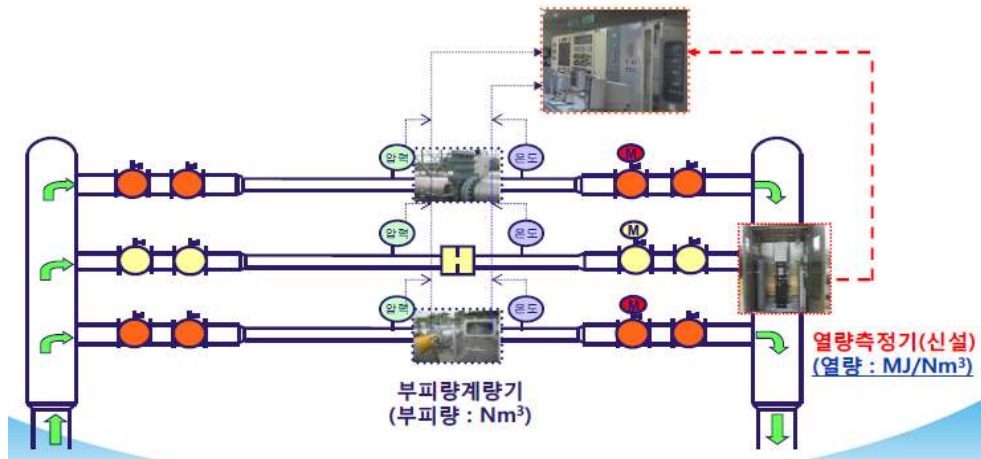 압력
온도
M
압력
온도
M
압력
온도
M
열량측정기(신설)
(열량 : MJ/Nm³)
부피량계량기
(부피량 : Nm³)